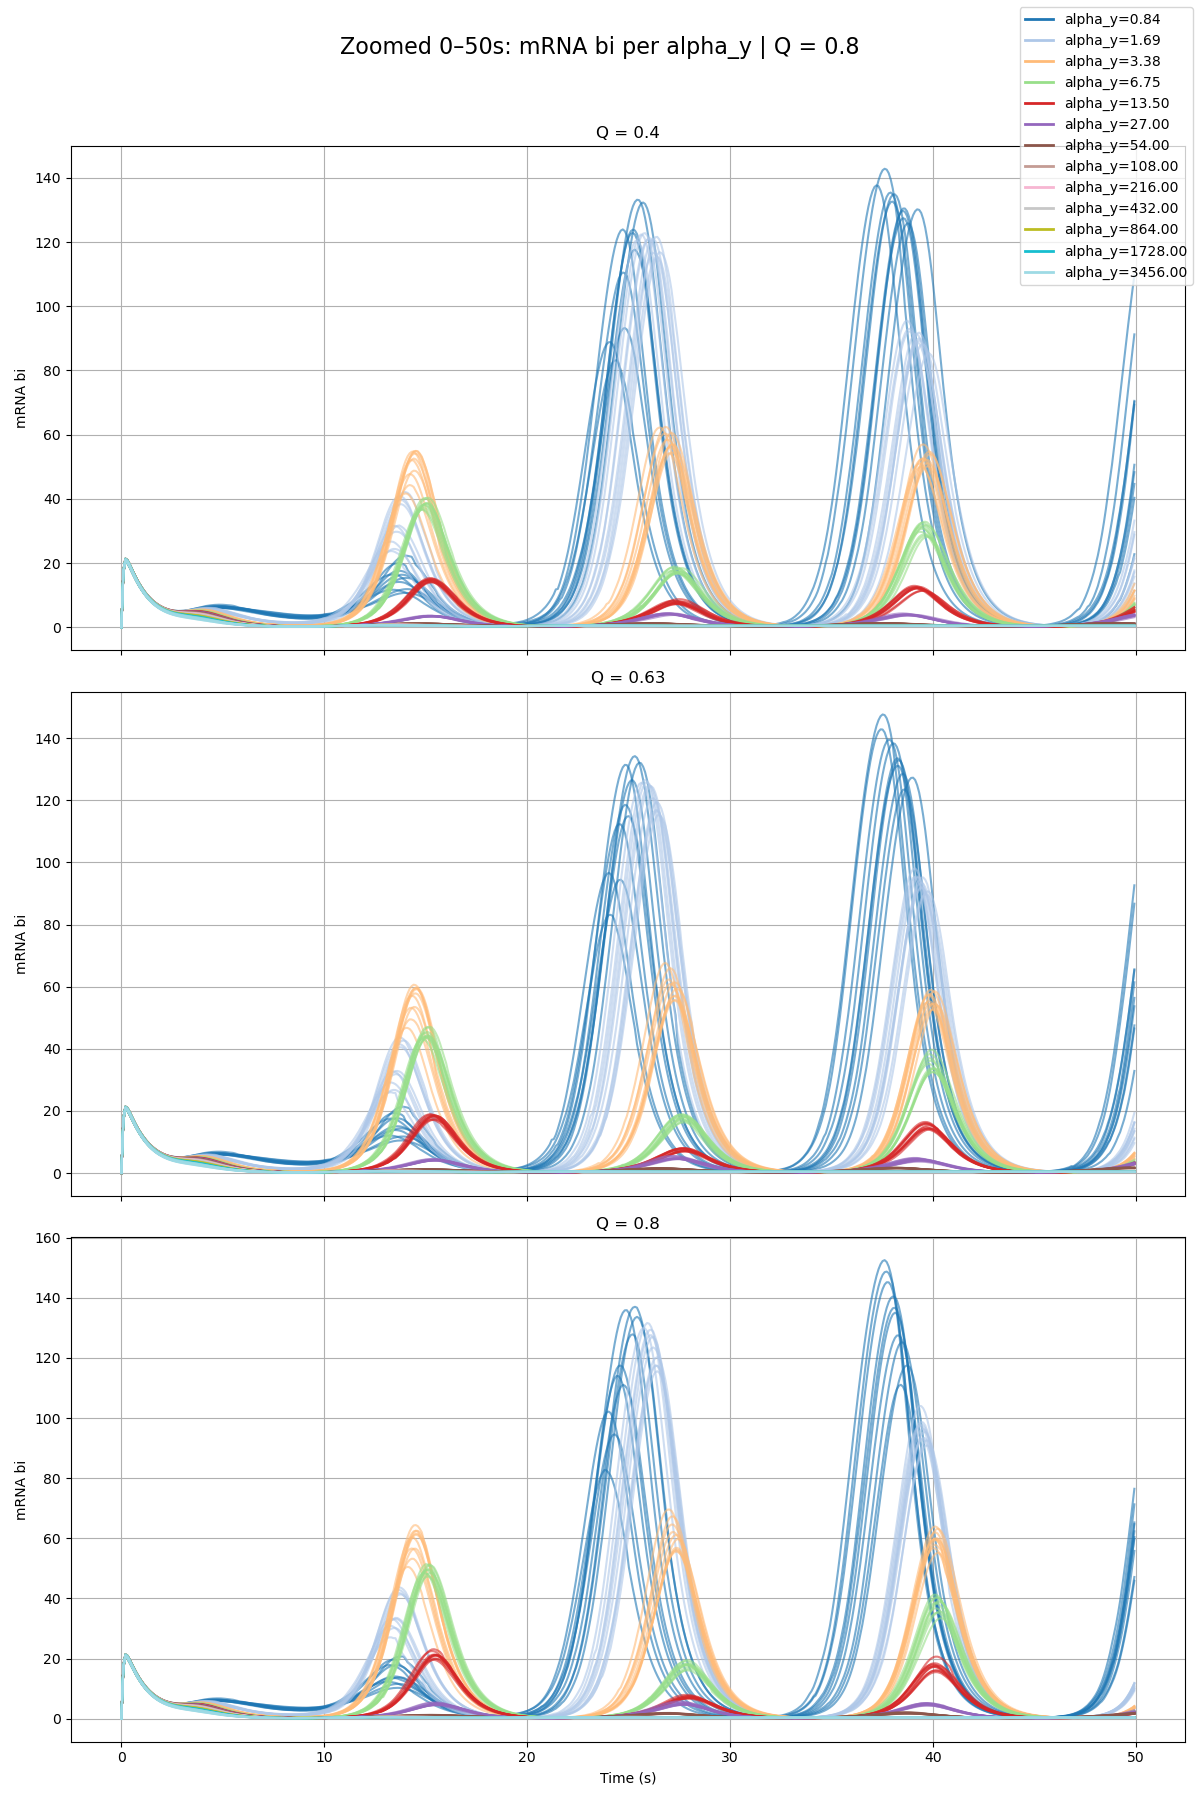 Zoomed 0–50s: mRNA bi per alpha_y | Q = 0.8
alpha_y=0.84
alpha_y=1.69
alpha_y=3.38
alpha_y=6.75
alpha_y=13.50
alpha_y=27.00
alpha_y=54.00
alpha_y=108.00
alpha_y=216.00
alpha_y=432.00
alpha_y=864.00
alpha_y=1728.00
alpha_y=3456.00
Q = 0.4
140
120
100
80
60
40
20
0
mRNA bi
Q = 0.63
140
120
100
80
60
40
20
0
mRNA bi
Q = 0.8
160
140
120
100
80
60
40
20
0
mRNA bi
0 10 20 30 40 50
Time (s)